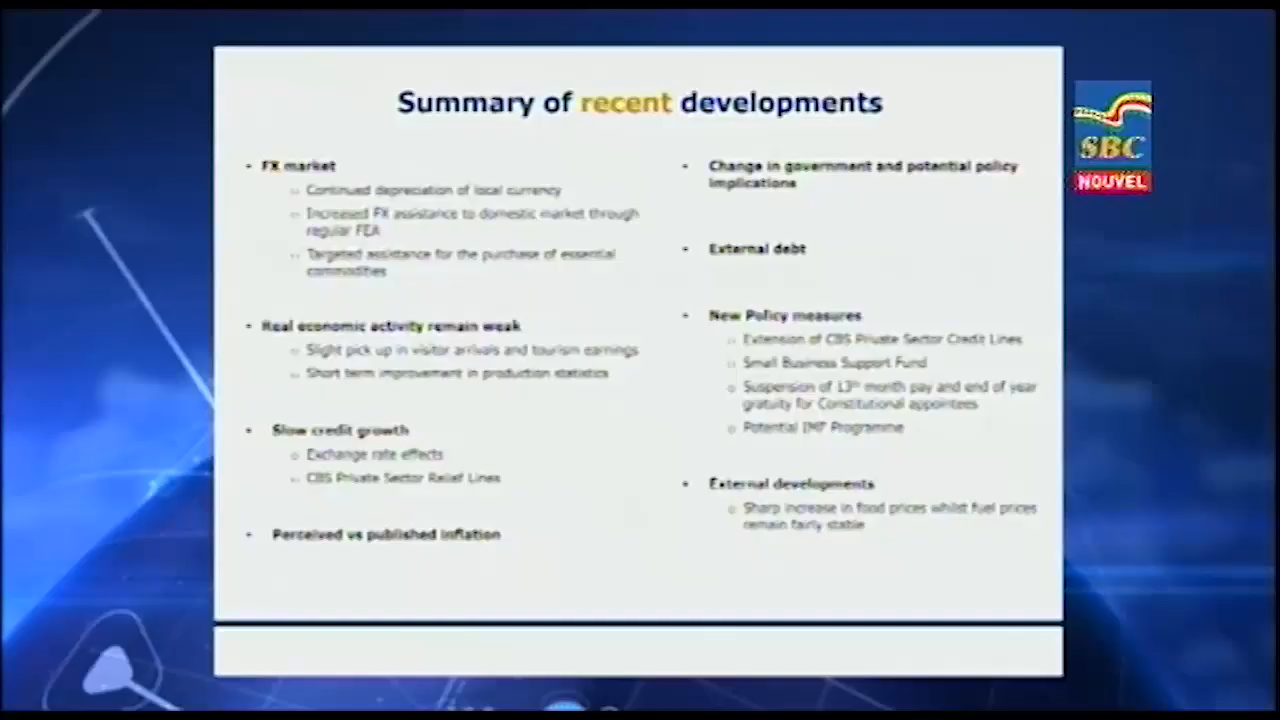 Summary of recent developments
• FX market
o Continued depreciation of local currency
o Increased FX assistance to domestic market through
regular FEA
o Targeted assistance for the purchase of essential
commodities
• Real economic activity remain weak
o Slight pick up in visitor arrivals and tourism earnings
o Short term improvement in production statistics
• Slow credit growth
o Exchange rate effects
o CBS Private Sector Relief Lines
• Perceived vs published inflation
• Change in government and potential policy
implications
• External debt
• New Policy measures
o Extension of CBS Private Sector Credit Lines
o Small Business Support Fund
o Suspension of 13th month pay and end of year
gratuity for Constitutional appointees
o Potential IMF Programme
• External developments
o Sharp increase in food prices whilst fuel prices
remain fairly stable
SBC
NOUVEL